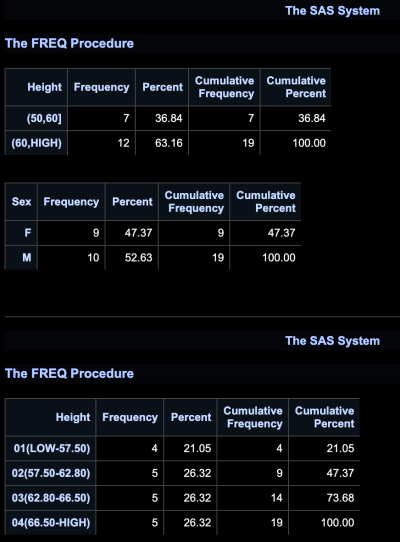 The SAS System
The FREQ Procedure
Height Frequency Percent Cumulative Frequency Cumulative Percent
(50,60] 7 36.84 7 36.84
(60,HIGH) 12 63.16 19 100.00
Sex Frequency Percent Cumulative Frequency Cumulative Percent
F 9 47.37 9 47.37
M 10 52.63 19 100.00
The SAS System
The FREQ Procedure
Height Frequency Percent Cumulative Frequency Cumulative Percent
01(LOW-57.50) 4 21.05 4 21.05
02(57.50-62.80) 5 26.32 9 47.37
03(62.80-66.50) 5 26.32 14 73.68
04(66.50-HIGH) 5 26.32 19 100.00